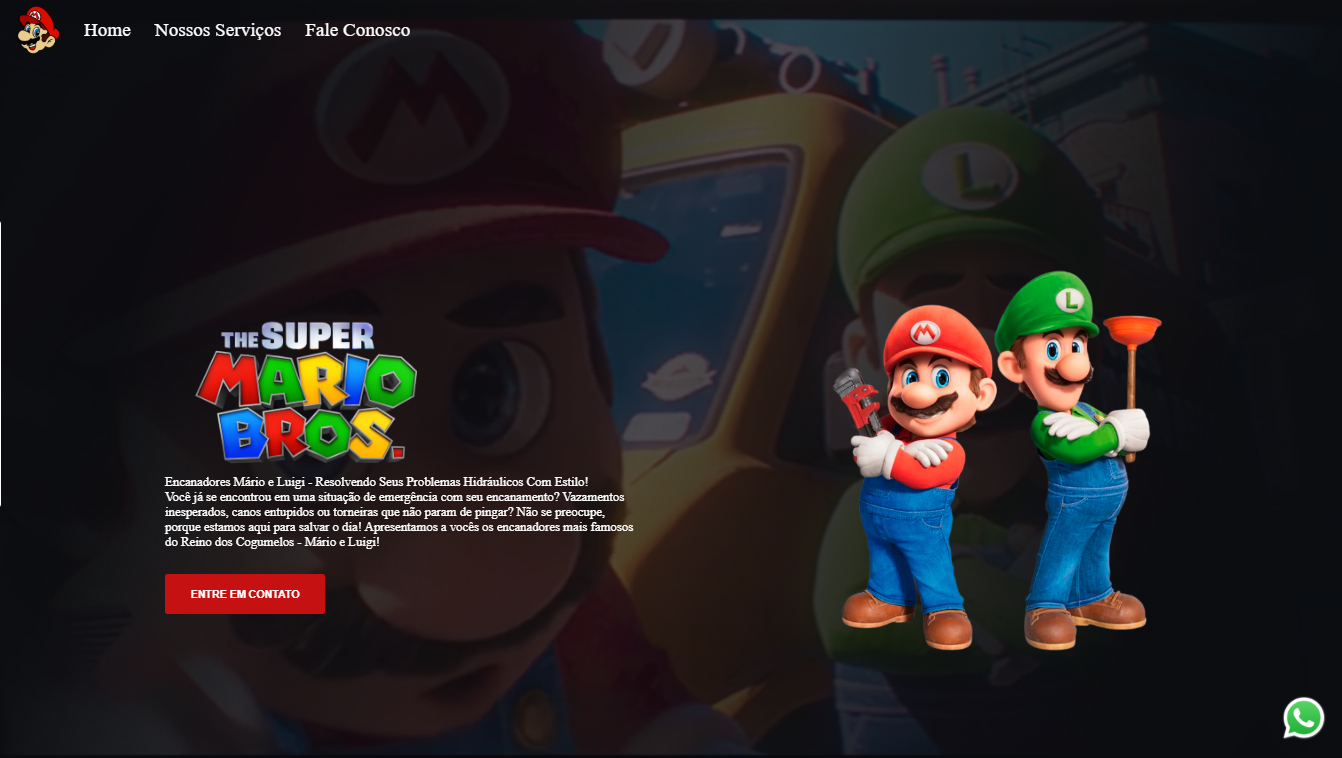 Home Nossos Serviços Fale Conosco
THE SUPER
MARIO
BROS.
Encanadores Mário e Luigi - Resolvendo Seus Problemas Hidráulicos Com Estilo!
Você já se encontrou em uma situação de emergência com seu encanamento? Vazamentos
inesperados, canos entupidos ou torneiras que não param de pingar? Não se preocupe,
porque estamos aqui para salvar o dia! Apresentamos a vocês os encanadores mais famosos
do Reino dos Cogumelos - Mário e Luigi!
ENTRE EM CONTATO
M
L
M
L